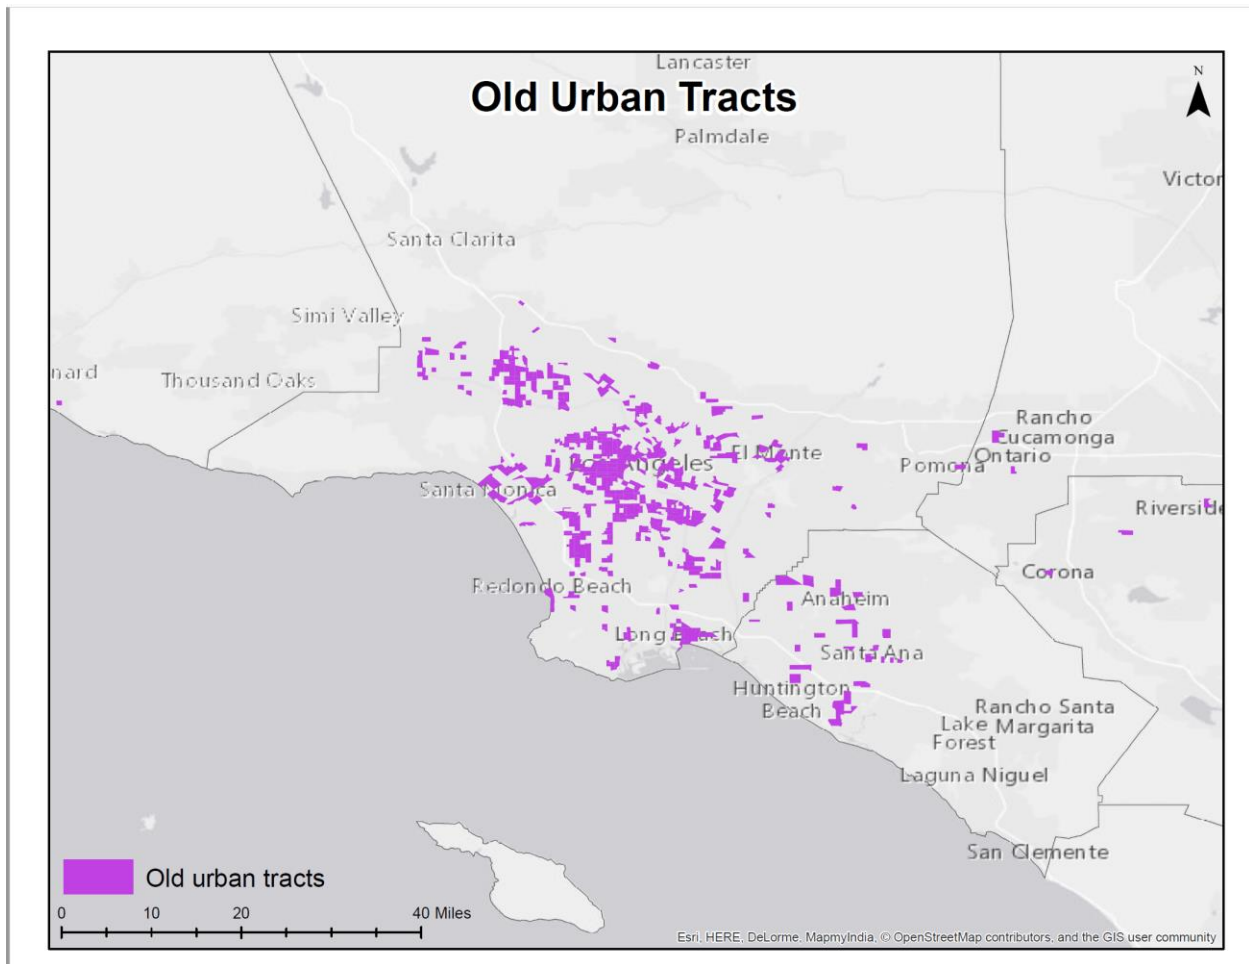 Lancaster
Old Urban Tracts
N
Palmdale
Victor
Santa Clarita
Simi Valley
nard
Thousand Oaks
Rancho
Cucamonga
El Monte
Los Angeles
Pomona
Ontario
Santa Monica
Riverside
Corona
Redondo Beach
Anaheim
Long Beach
Santa Ana
Huntington
Beach
Rancho Santa
Margarita
Lake
Forest
Laguna Niguel
San Clemente
Old urban tracts
0 10 20 40 Miles
Esri, HERE, DeLorme, MapmyIndia, © OpenStreetMap contributors, and the GIS user community